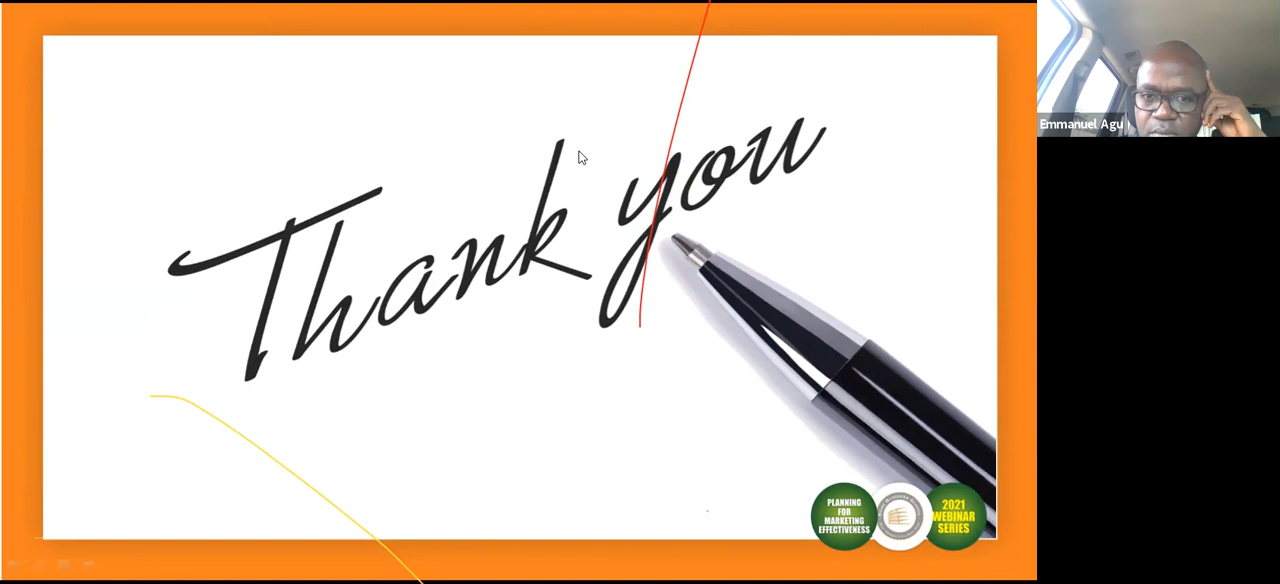 Thank you
Emmanuel Agu
PLANNING
FOR
MARKETING
EFFECTIVENESS
2021
WEBINAR
SERIES